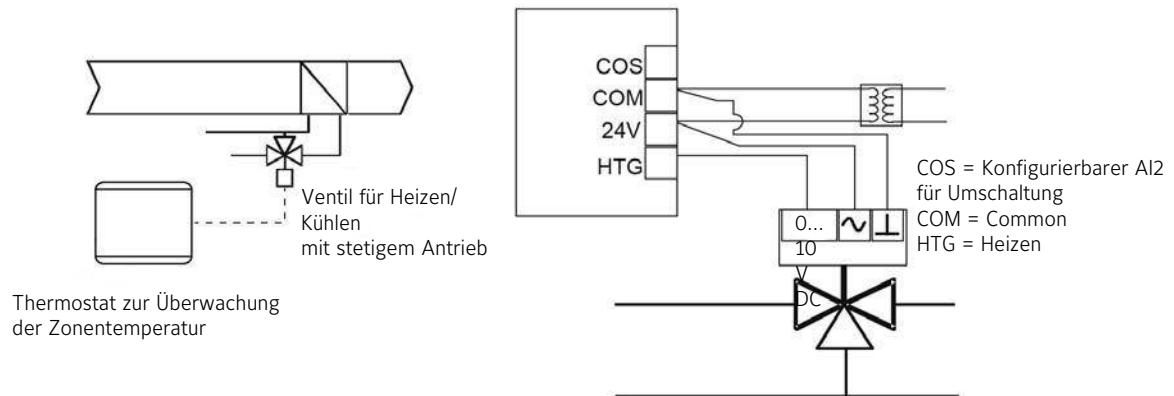 Ventil für Heizen/
Kühlen
mit stetigem Antrieb
Thermostat zur Überwachung
der Zonentemperatur
COS
COM
24V
HTG
0...
10
V
DC
COS = Konfigurierbarer AI2
für Umschaltung
COM = Common
HTG = Heizen